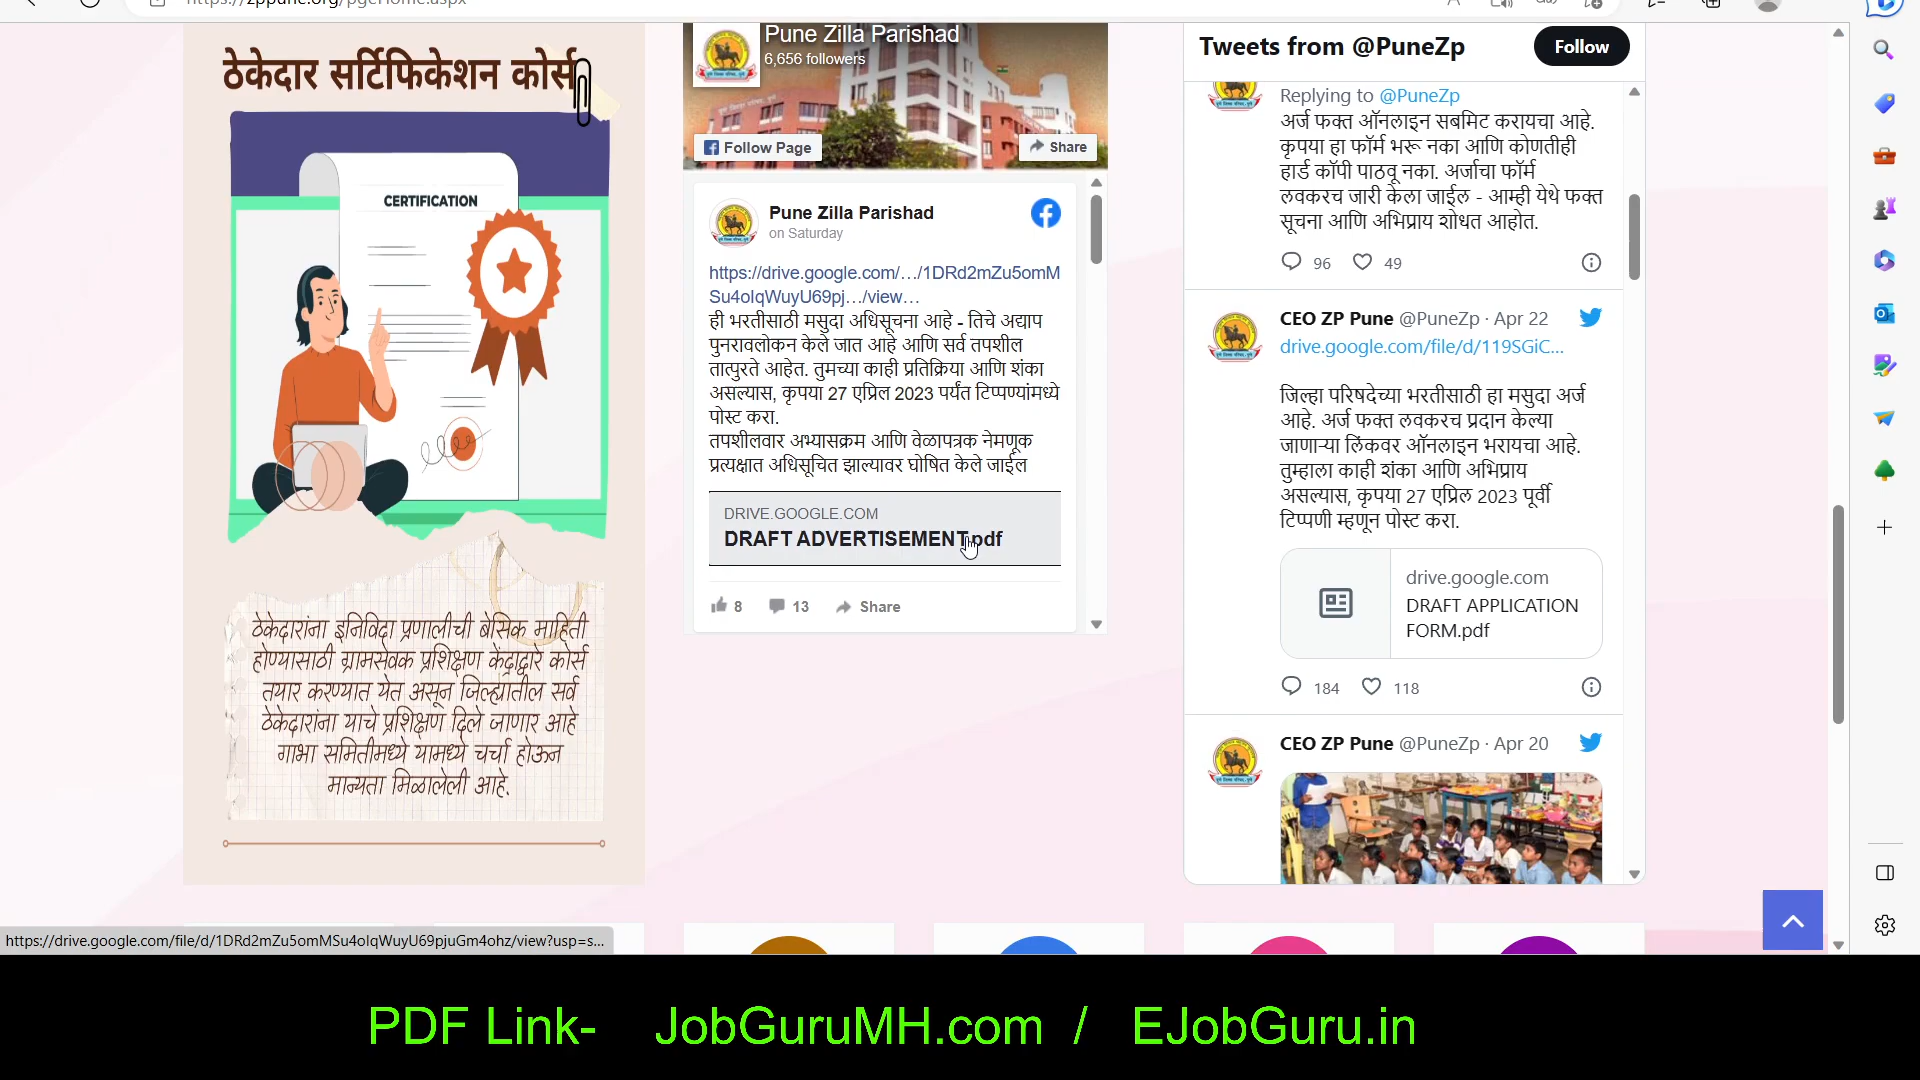 ठेकेदार सर्टिफिकेशन कोर्स
CERTIFICATION
ठेकेदारांना इनिविदा प्रणालीची बेसिक माहिती
होण्यासाठी ग्रामसेवक प्रशिक्षण केंद्राद्वारे कोर्स
तयार करण्यात येत असून जिल्ह्यातील सर्व
ठेकेदारांना याचे प्रशिक्षण दिले जाणार आहे
गाभा समितीमध्ये यामध्ये चर्चा होऊन
मान्यता मिळालेली आहे.
Pune Zilla Parishad
6,656 followers
Follow Page
Share
Pune Zilla Parishad
on Saturday
https://drive.google.com/…/1DRd2mZu5omM
Su4olqWuyU69pj…/view…
ही भरतीसाठी मसुदा अधिसूचना आहे - तिचे अद्याप
पुनरावलोकन केले जात आहे आणि सर्व तपशील
तात्पुरते आहेत. तुमच्या काही प्रतिक्रिया आणि शंका
असल्यास, कृपया 27 एप्रिल 2023 पर्यंत टिप्पण्यांमध्ये
पोस्ट करा.
तपशीलवार अभ्यासक्रम आणि वेळापत्रक नेमणूक
प्रत्यक्षात अधिसूचित झाल्यावर घोषित केले जाईल
DRIVE.GOOGLE.COM
DRAFT ADVERTISEMENT.pdf
8
13
Share
Tweets from @PuneZp
Follow
Replying to @PuneZp
अर्ज फक्त ऑनलाइन सबमिट करायचा आहे.
कृपया हा फॉर्म भरू नका आणि कोणतीही
हार्ड कॉपी पाठवू नका. अर्जाचा फॉर्म
लवकरच जारी केला जाईल - आम्ही येथे फक्त
सूचना आणि अभिप्राय शोधत आहोत.
96
49
CEO ZP Pune @PuneZp · Apr 22
drive.google.com/file/d/119SGiC…
जिल्हा परिषदेच्या भरतीसाठी हा मसुदा अर्ज
आहे. अर्ज फक्त लवकरच प्रदान केल्या
जाणाऱ्या लिंकवर ऑनलाइन भरायचा आहे.
तुम्हाला काही शंका आणि अभिप्राय
असल्यास, कृपया 27 एप्रिल 2023 पूर्वी
टिप्पणी म्हणून पोस्ट करा.
drive.google.com
DRAFT APPLICATION
FORM.pdf
184
118
CEO ZP Pune @PuneZp · Apr 20
https://drive.google.com/file/d/1DRd2mZu5omMSu4olqWuyU69pjuGm4ohz/view?usp=s...
PDF Link- JobGuruMH.com / EJobGuru.in